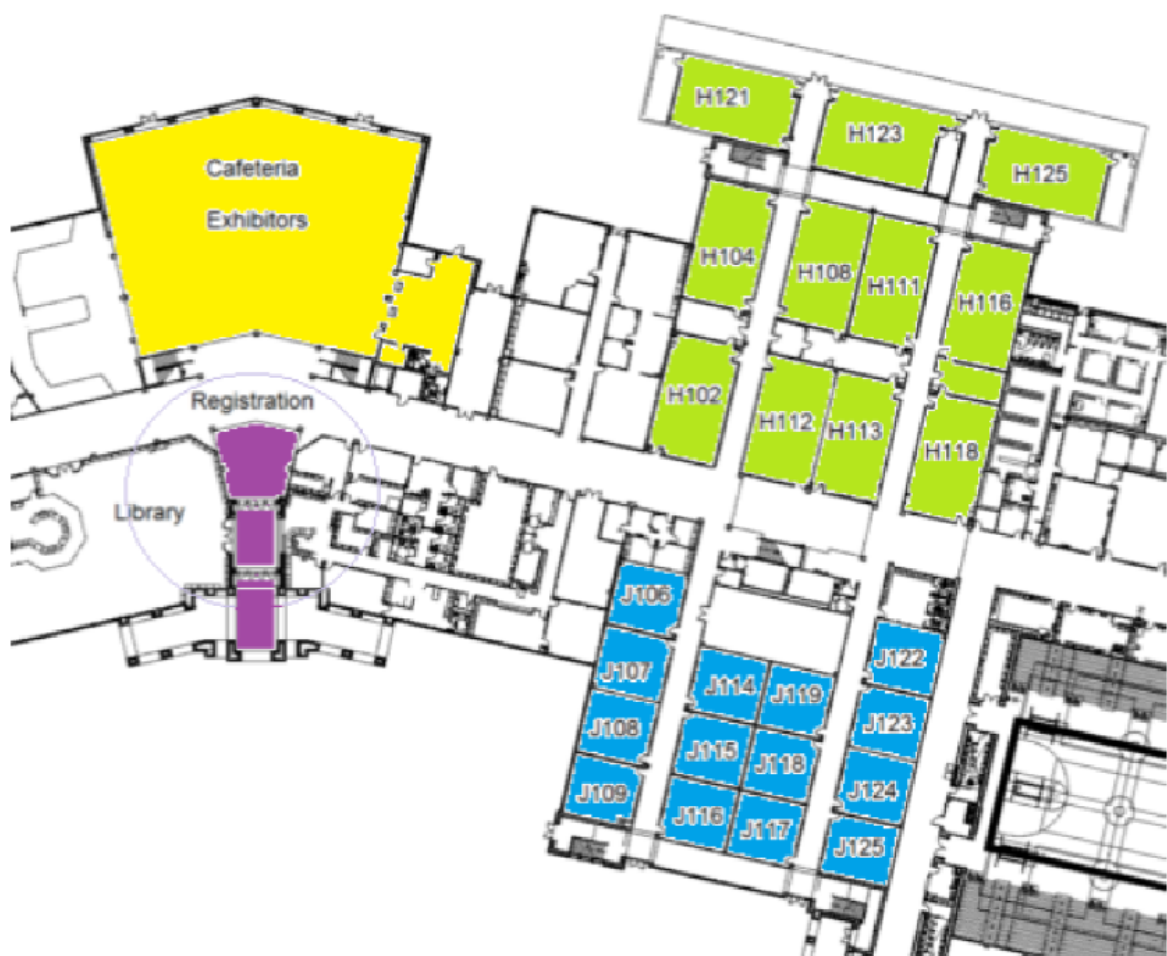 H121
H123
H125
Cafeteria
Exhibitors
H104
H108
H111
H116
H102
H112
H113
H118
Registration
Library
J106
J107
J108
J109
J114
J119
J115
J118
J116
J117
J122
J123
J124
J125